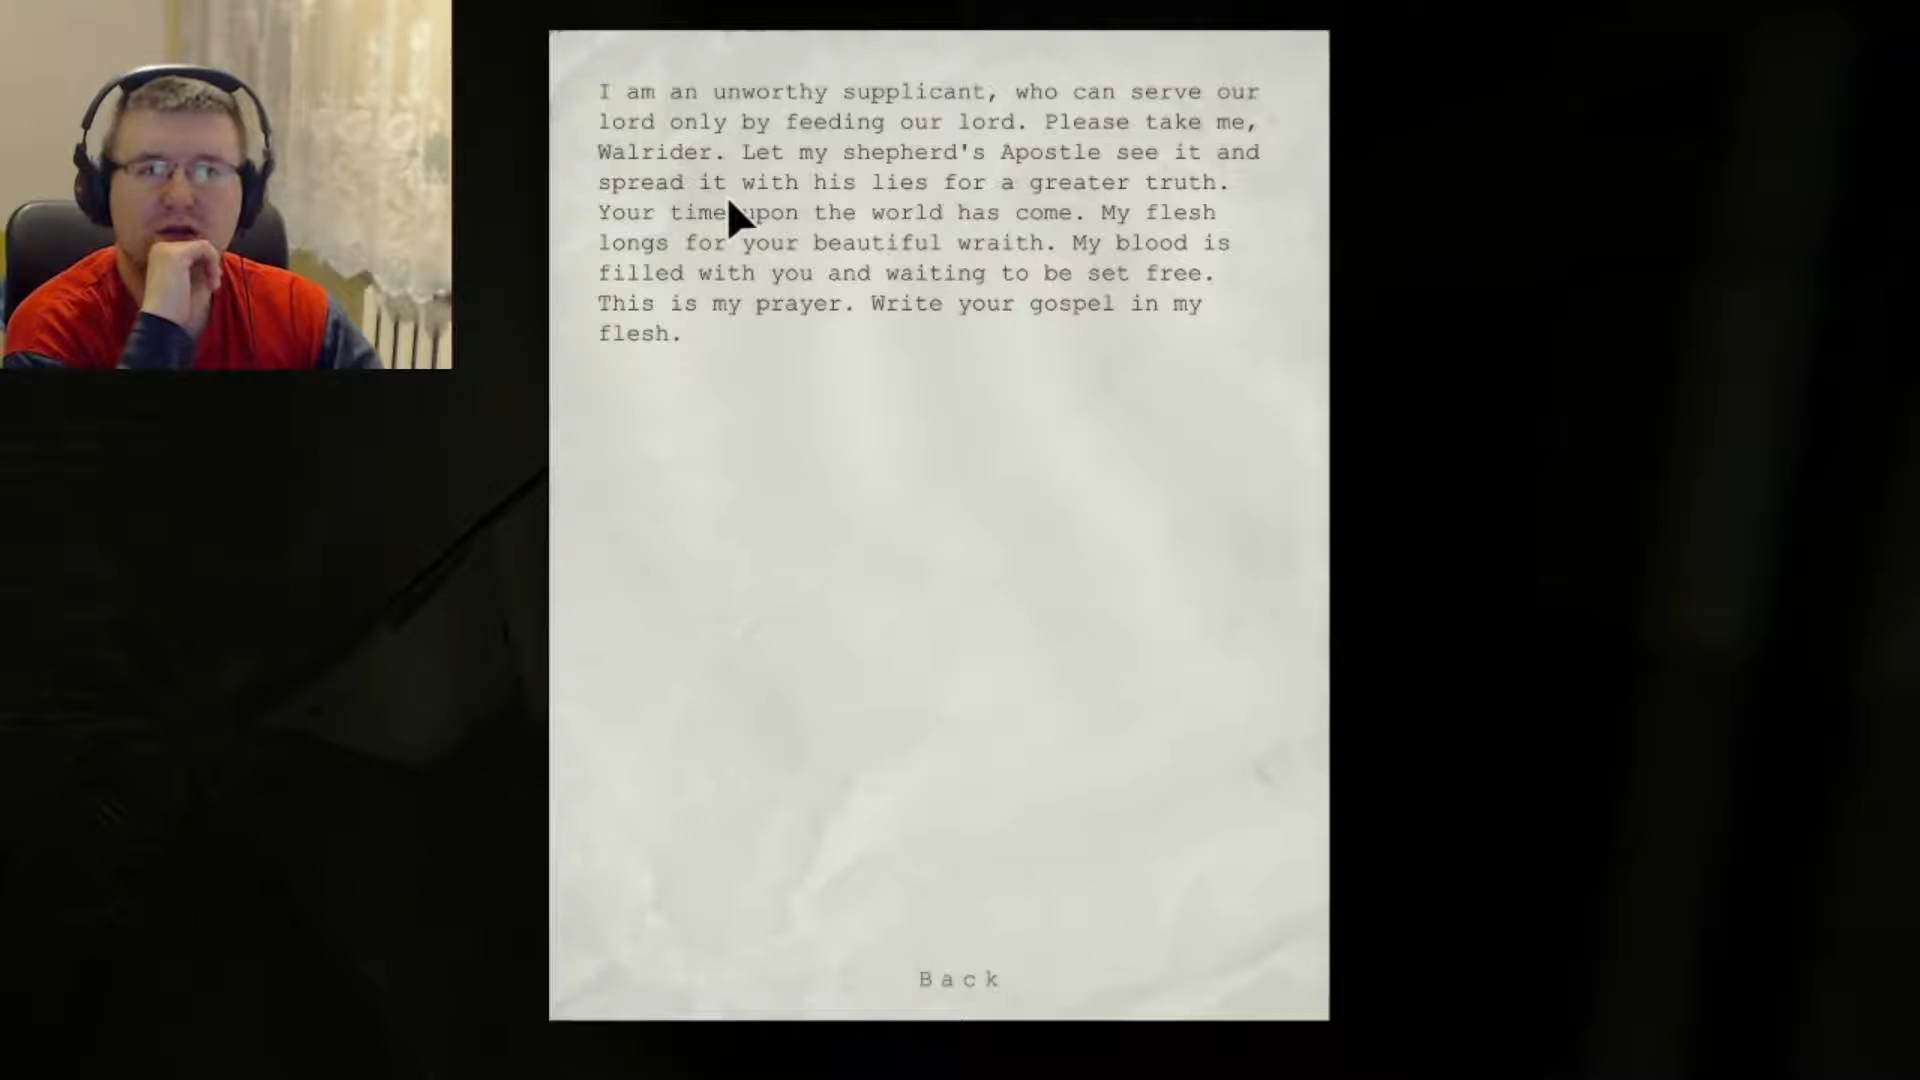 I am an unworthy supplicant, who can serve our
lord only by feeding our lord. Please take me,
Walrider. Let my shepherd's Apostle see it and
spread it with his lies for a greater truth.
Your time upon the world has come. My flesh
longs for your beautiful wraith. My blood is
filled with you and waiting to be set free.
This is my prayer. Write your gospel in my
flesh.
Back